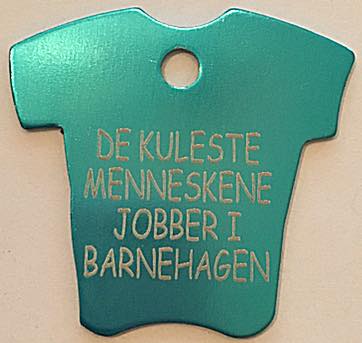 DE KULESTE
MENNESKENE
JOBBER I
BARNEHAGEN